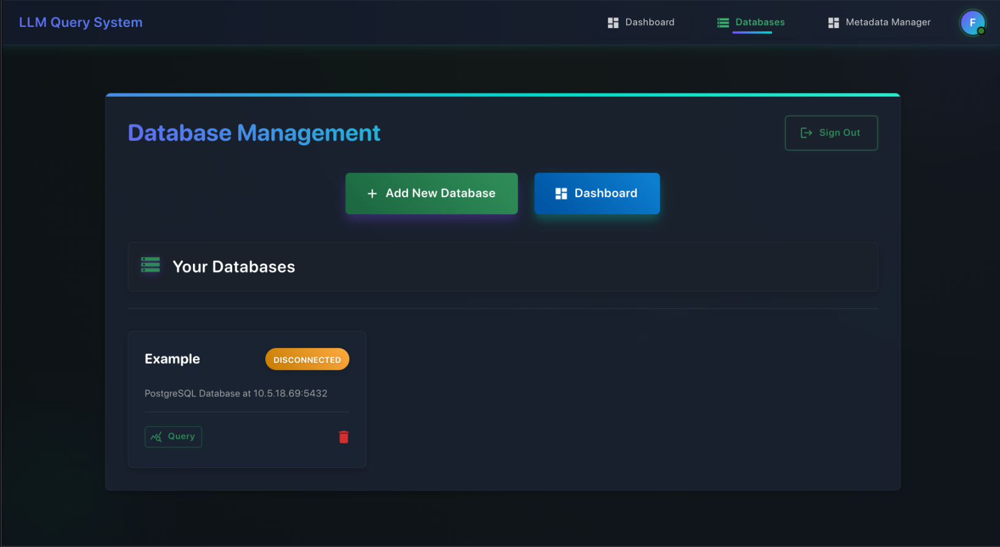 LLM Query System
Dashboard
Databases
Metadata Manager
F
Database Management
Sign Out
+ Add New Database
Dashboard
Your Databases
Example
DISCONNECTED
PostgreSQL Database at 10.5.18.69:5432
Query